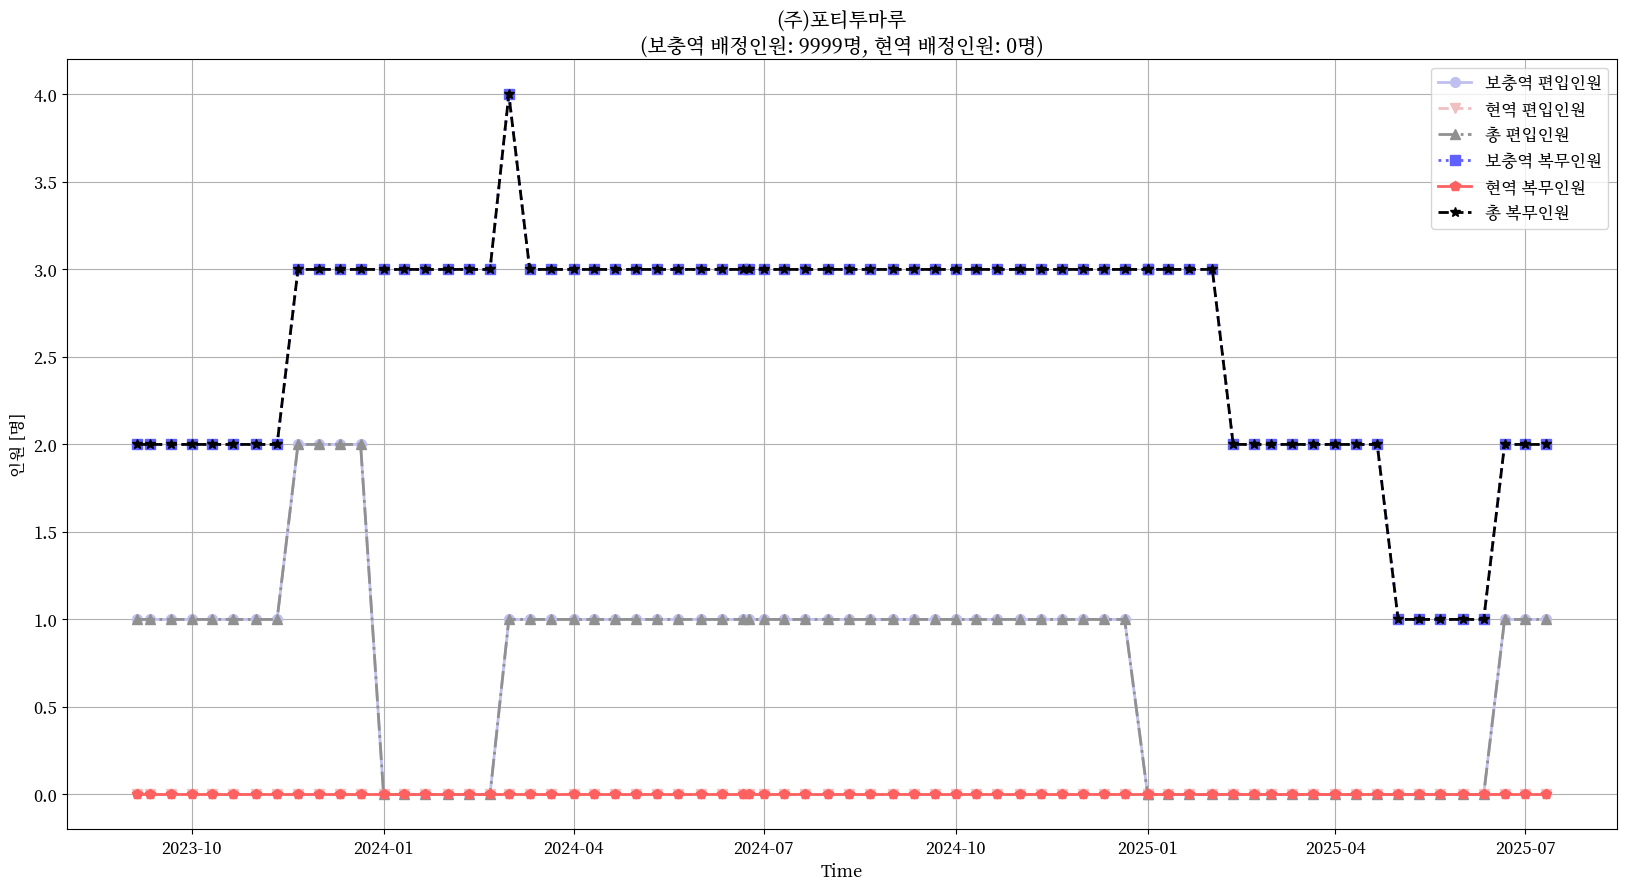 (주)포티투마루
(보충역 배정인원: 9999명, 현역 배정인원: 0명)
보충역 편입인원
현역 편입인원
총 편입인원
보충역 복무인원
현역 복무인원
총 복무인원
인원 [명]
4.0
3.5
3.0
2.5
2.0
1.5
1.0
0.5
0.0
2023-10
2024-01
2024-04
2024-07
2024-10
2025-01
2025-04
2025-07
Time